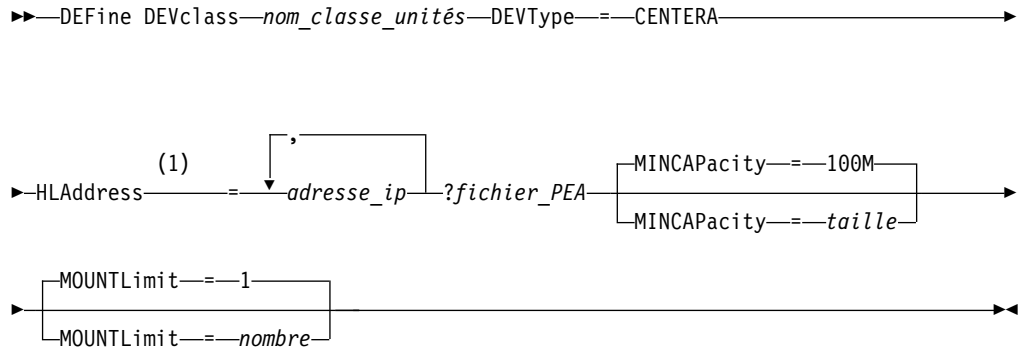 DEFine DEVclass nom_classe_unités DEVType = CENTERA
,
(1)
HLAddress = adresse_ip ?fichier_PEA
MINCAPacity = 100M
MINCAPacity = taille
MOUNTLimit = 1
MOUNTLimit = nombre